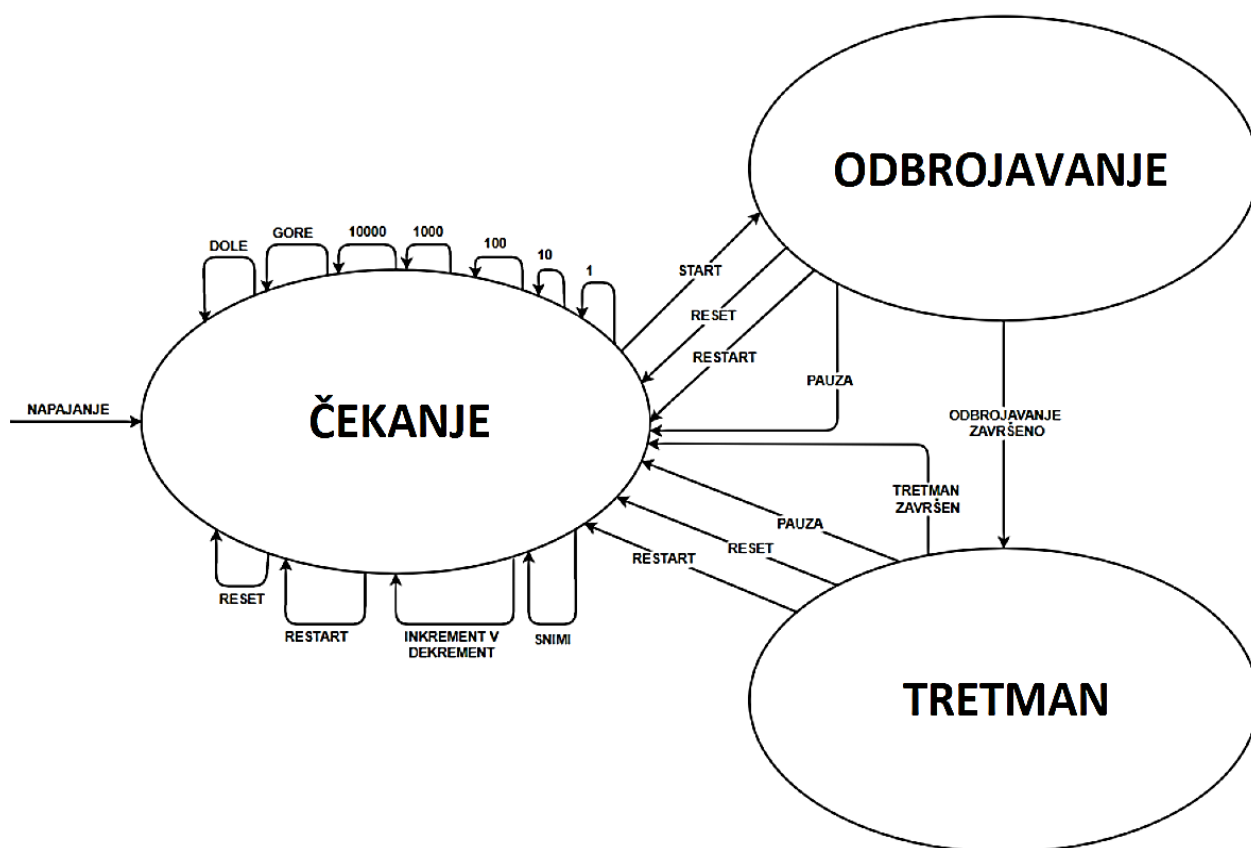 ODBROJAVANJE
DOLE
GORE
10000
1000
100
10
1
START
RESET
RESTART
PAUZA
NAPAJANJE
ČEKANJE
ODBROJAVANJE
ZAVRŠENO
TRETMAN
ZAVRŠEN
PAUZA
RESET
RESTART
RESET
RESTART
INKREMENT V
DEKREMENT
SNIMI
TRETMAN